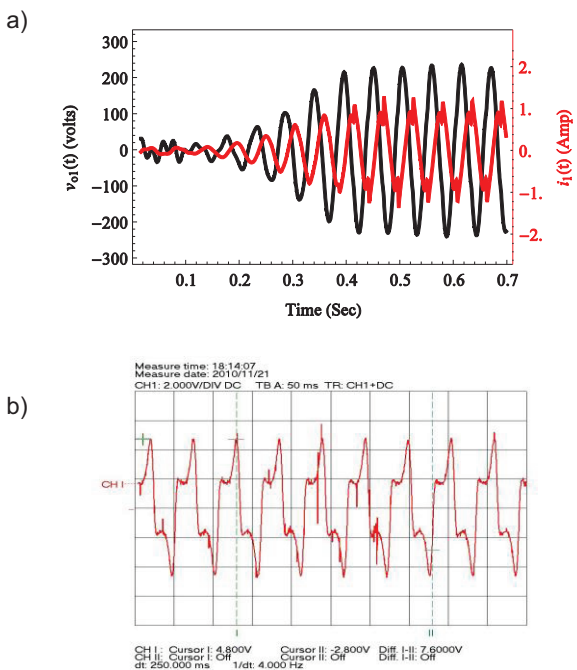 a)
300
200
100
0
−100
−200
−300
v₀₁(t) (volts)
2.
1.
0
−1.
−2.
i₁(t) (Amp)
0.1 0.2 0.3 0.4 0.5 0.6 0.7
Time (Sec)
b)
Measure time: 18:14:07
Measure date: 2010/11/21
CH1: 2.000V/DIV DC TB A: 50 ms TR: CH1+DC
CH I
I II
CH I : Cursor I: 4.800V Cursor II: -2.800V Diff. I-II: 7.6000V
CH II: Cursor I: Off Cursor II: Off Diff. I-II: Off
dt: 250.000 ms 1/dt: 4.000 Hz